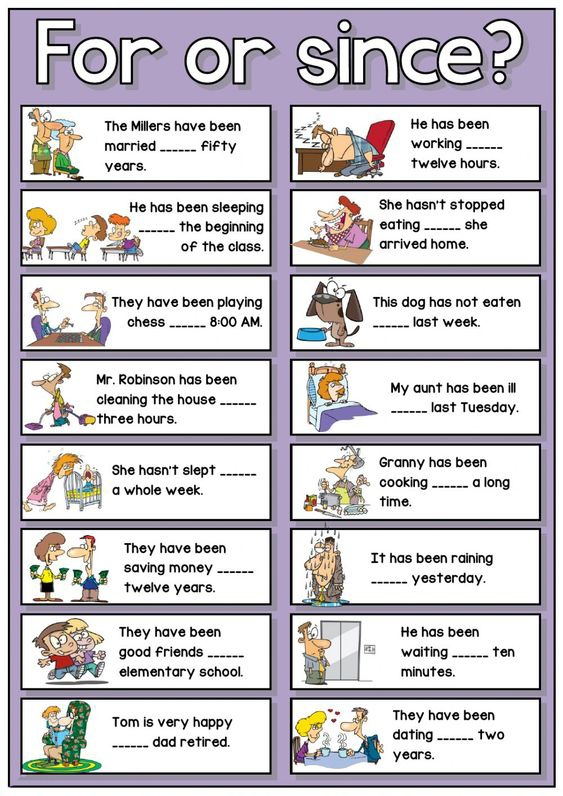 For or since?
The Millers have been
married ______ fifty
years.
He has been
working ______
twelve hours.
He has been sleeping
______ the beginning
of the class.
She hasn't stopped
eating ______ she
arrived home.
They have been playing
chess ______ 8:00 AM.
This dog has not eaten
______ last week.
Mr. Robinson has been
cleaning the house ______
three hours.
My aunt has been ill
______ last Tuesday.
She hasn't slept ______
a whole week.
Granny has been
cooking ______ a long
time.
They have been
saving money ______
twelve years.
It has been raining
______ yesterday.
They have been
good friends ______
elementary school.
He has been
waiting ______ ten
minutes.
Tom is very happy
______ dad retired.
They have been
dating ______ two
years.